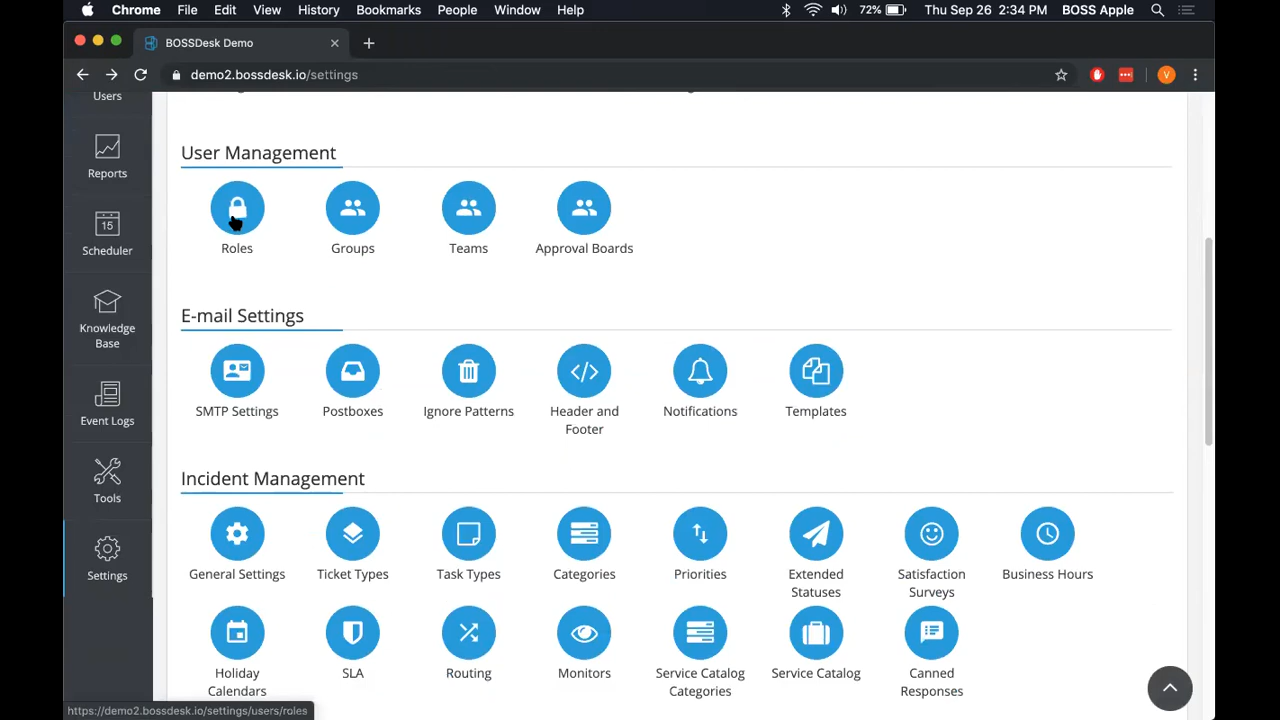 Chrome File Edit View History Bookmarks People Window Help 72% Thu Sep 26 2:34 PM BOSS Apple
BOSSDesk Demo
demo2.bossdesk.io/settings
Users
Reports
15
Scheduler
Knowledge
Base
Event Logs
Tools
Settings
User Management
Roles Groups Teams Approval Boards
E-mail Settings
SMTP Settings Postboxes Ignore Patterns Header and Notifications Templates
Footer
Incident Management
General Settings Ticket Types Task Types Categories Priorities Extended Satisfaction Business Hours
Statuses Surveys
Holiday SLA Routing Monitors Service Catalog Service Catalog Canned
Calendars Categories Responses
https://demo2.bossdesk.io/settings/users/roles
V